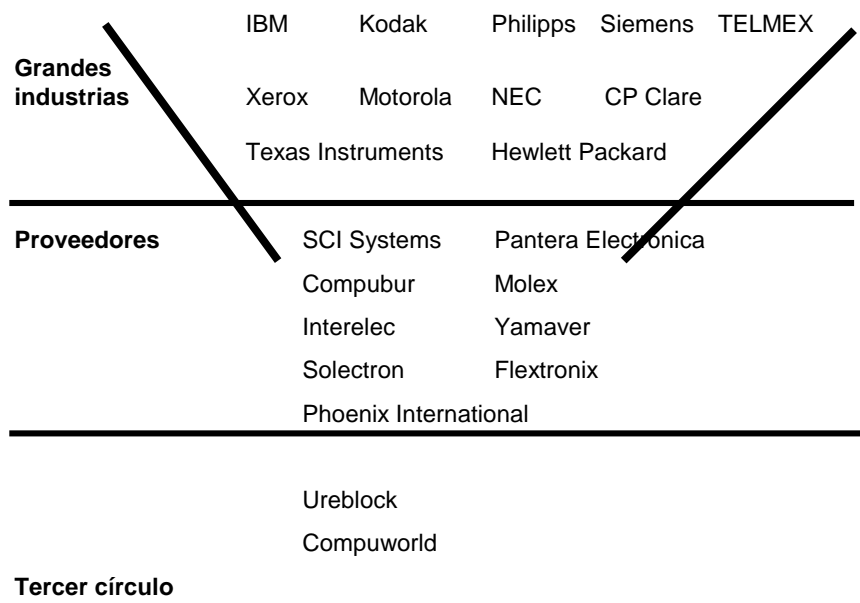 IBM Kodak Philipps Siemens TELMEX
Grandes
industrias
Xerox Motorola NEC CP Clare
Texas Instruments Hewlett Packard
Proveedores SCI Systems Pantera Electrónica
Compubur Molex
Interelec Yamaver
Solectron Flextronix
Phoenix International
Ureblock
Compuworld
Tercer círculo